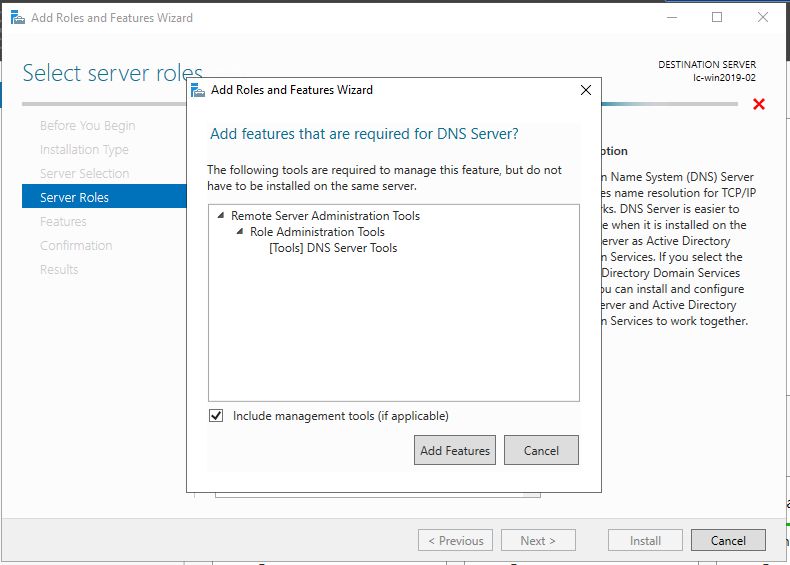 Add Roles and Features Wizard
Select server roles
DESTINATION SERVER
lc-win2019-02
Before You Begin
Installation Type
Server Selection
Server Roles
Features
Confirmation
Results
Add Roles and Features Wizard
Add features that are required for DNS Server?
The following tools are required to manage this feature, but do not
have to be installed on the same server.
Remote Server Administration Tools
Role Administration Tools
[Tools] DNS Server Tools
Include management tools (if applicable)
Add Features
Cancel
ption
n Name System (DNS) Server
es name resolution for TCP/IP
rks. DNS Server is easier to
e when it is installed on the
erver as Active Directory
n Services. If you select the
Directory Domain Services
ou can install and configure
erver and Active Directory
n Services to work together.
< Previous
Next >
Install
Cancel